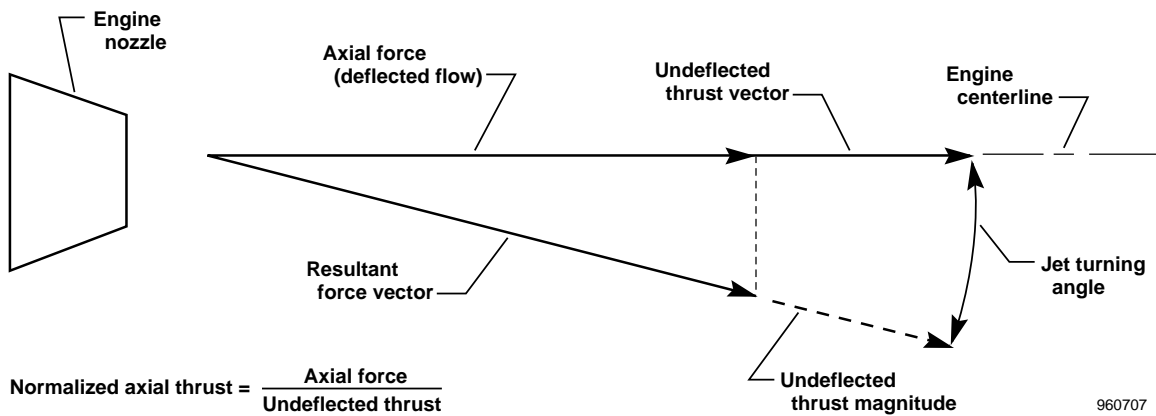 Engine
nozzle
Axial force
(deflected flow)
Undeflected
thrust vector
Engine
centerline
Resultant
force vector
Jet turning
angle
Undeflected
thrust magnitude
Normalized axial thrust = Axial force
Undeflected thrust
960707